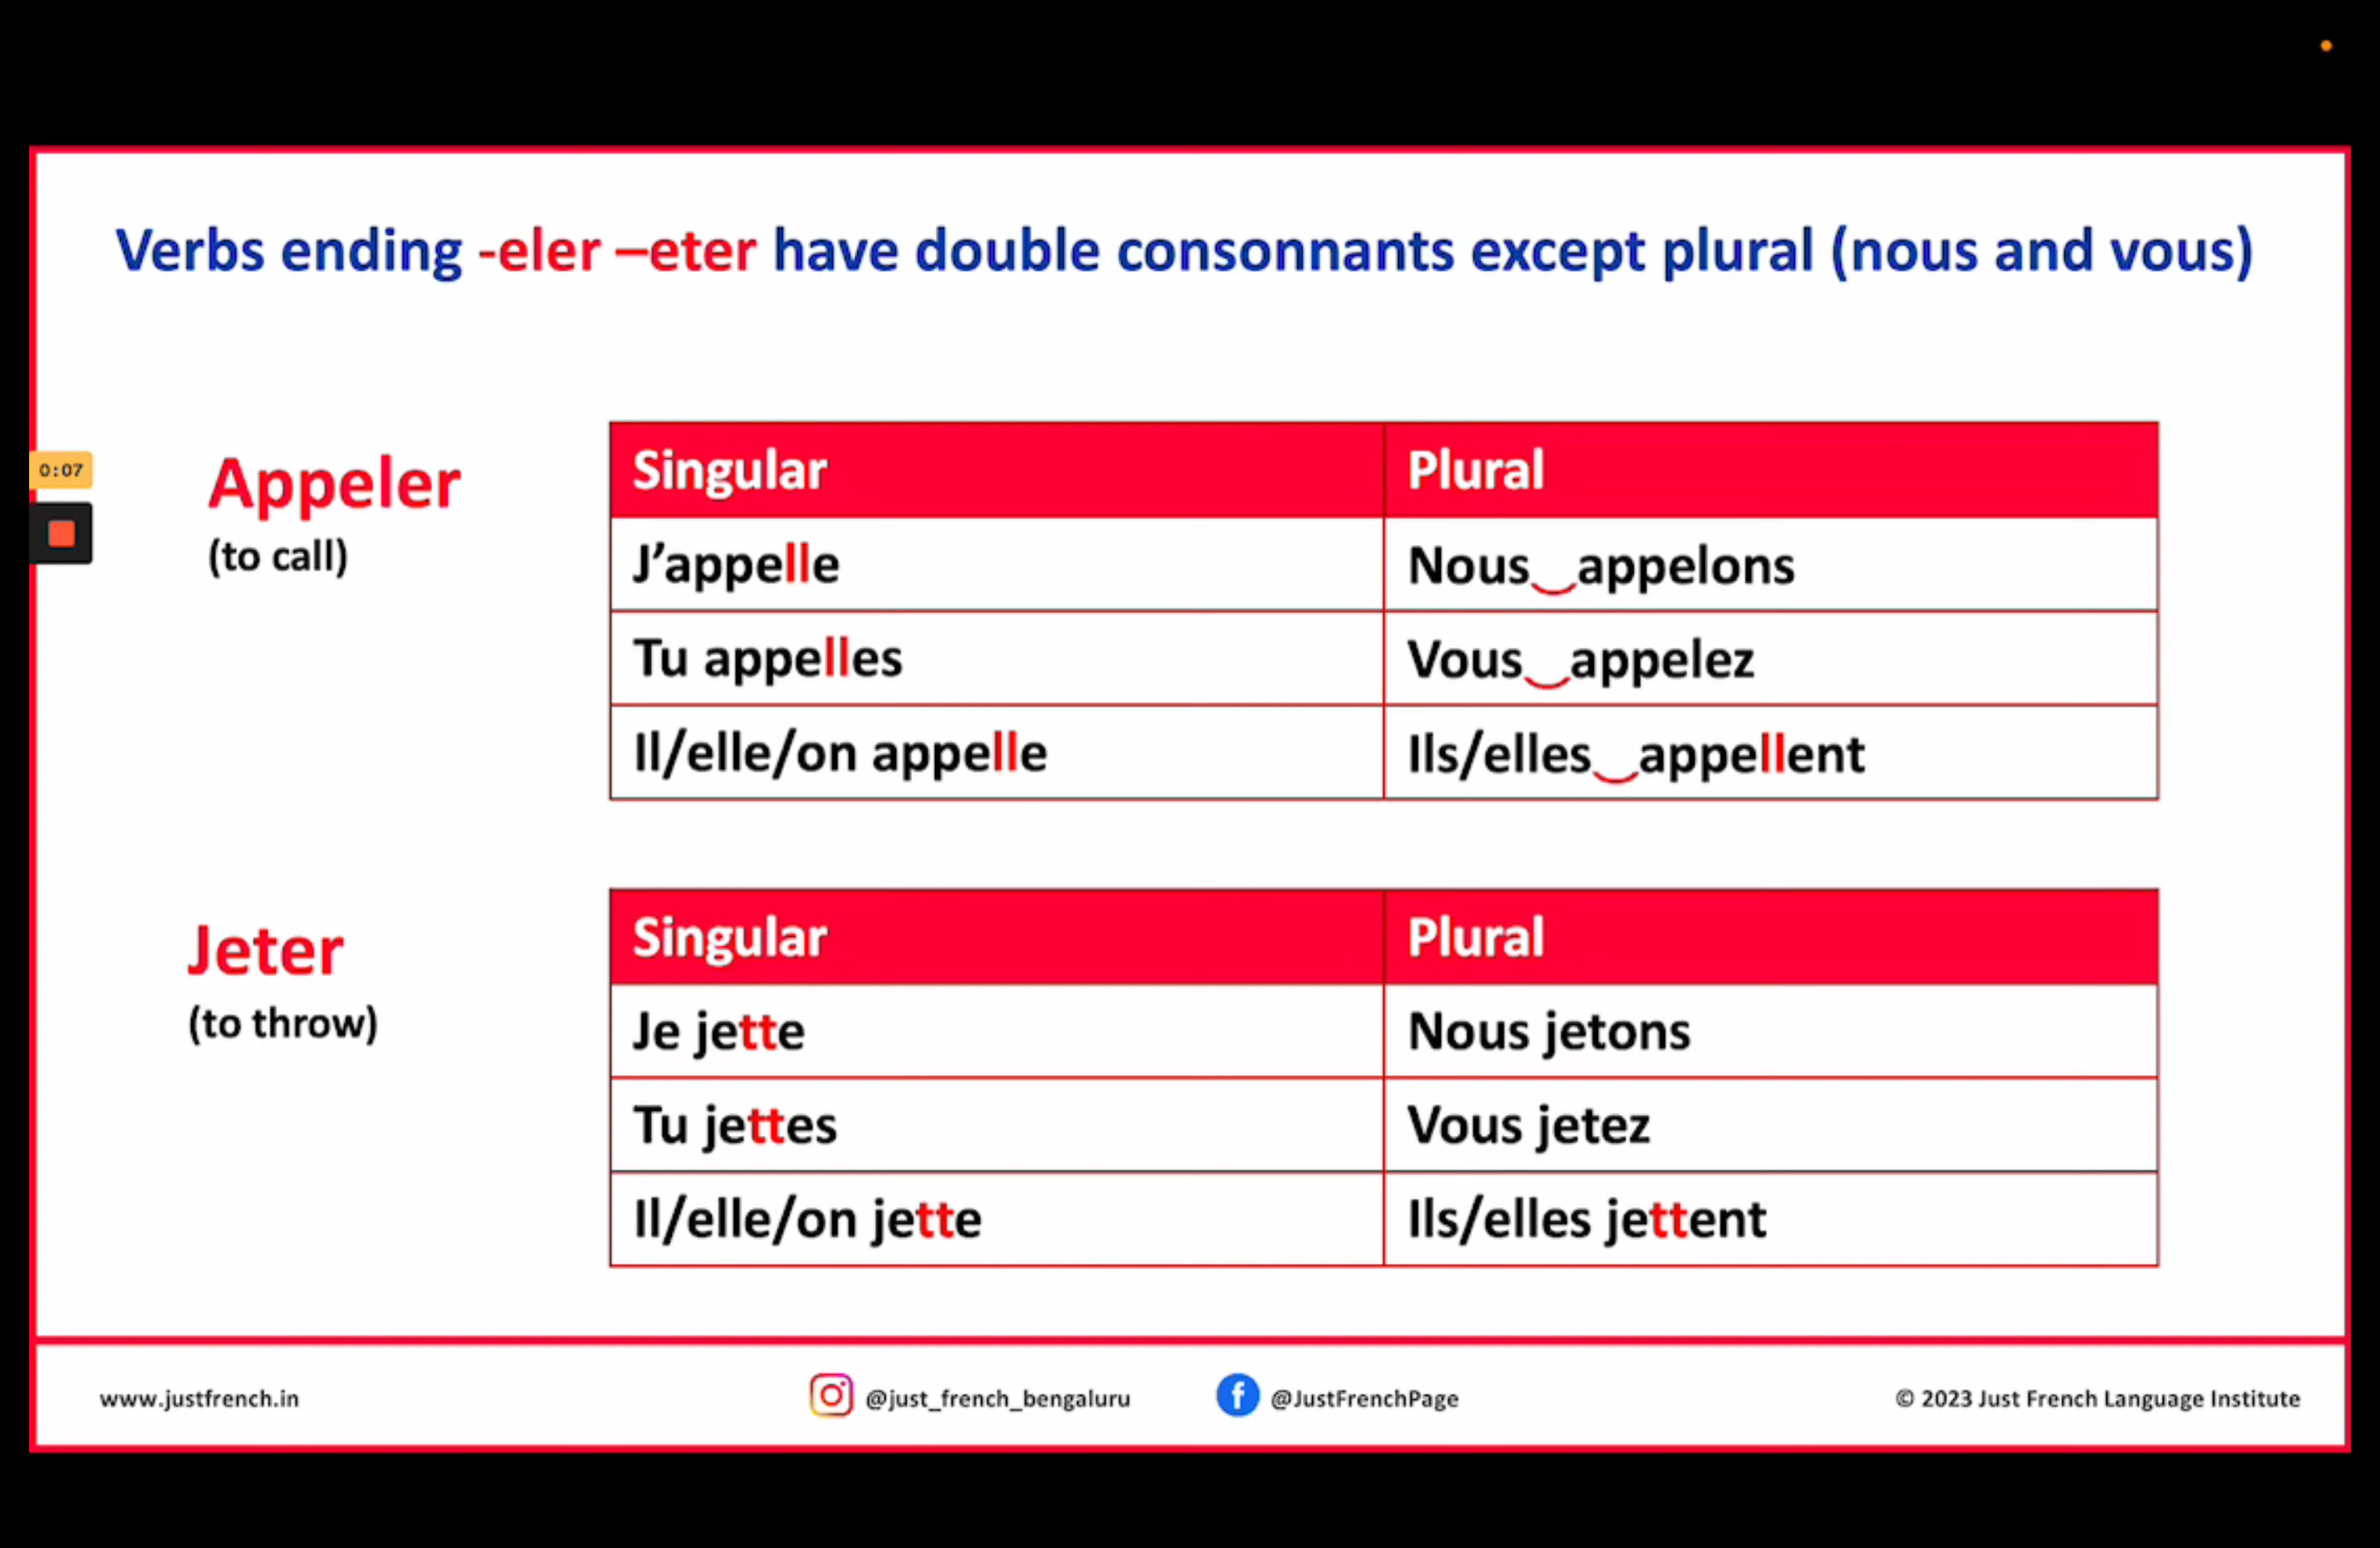 Verbs ending -eler –eter have double consonnants except plural (nous and vous)
0:07
Appeler
(to call)
Singular Plural
J’appelle Nous‿appelons
Tu appelles Vous‿appelez
Il/elle/on appelle Ils/elles‿appellent
Jeter
(to throw)
Singular Plural
Je jette Nous jetons
Tu jettes Vous jetez
Il/elle/on jette Ils/elles jettent
www.justfrench.in @just_french_bengaluru @JustFrenchPage © 2023 Just French Language Institute